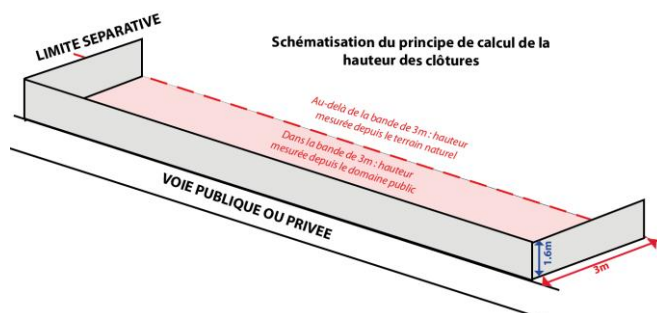 LIMITE SEPARATIVE
Schématisation du principe de calcul de la
hauteur des clôtures
Au-delà de la bande de 3m : hauteur
mesurée depuis le terrain naturel
Dans la bande de 3m : hauteur
mesurée depuis le domaine public
VOIE PUBLIQUE OU PRIVEE
1.6m
3m